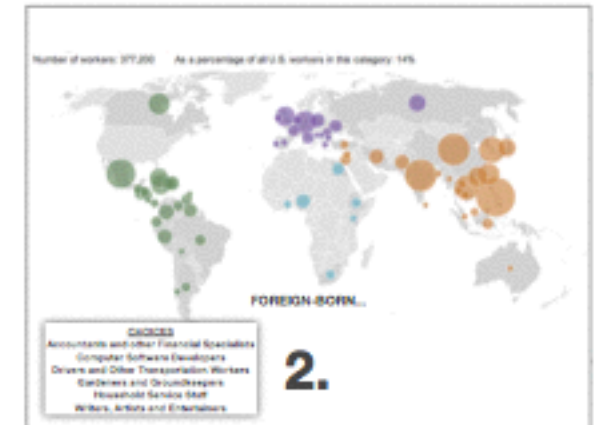 Number of workers: 377,200 As a percentage of all U.S. workers in this category: 14%
FOREIGN-BORN...
CHOICES
Accountants and other Financial Specialists
Computer Software Developers
Drivers and Other Transportation Workers
Gardeners and Groundkeepers
Household Service Staff
Writers, Artists and Entertainers
2.